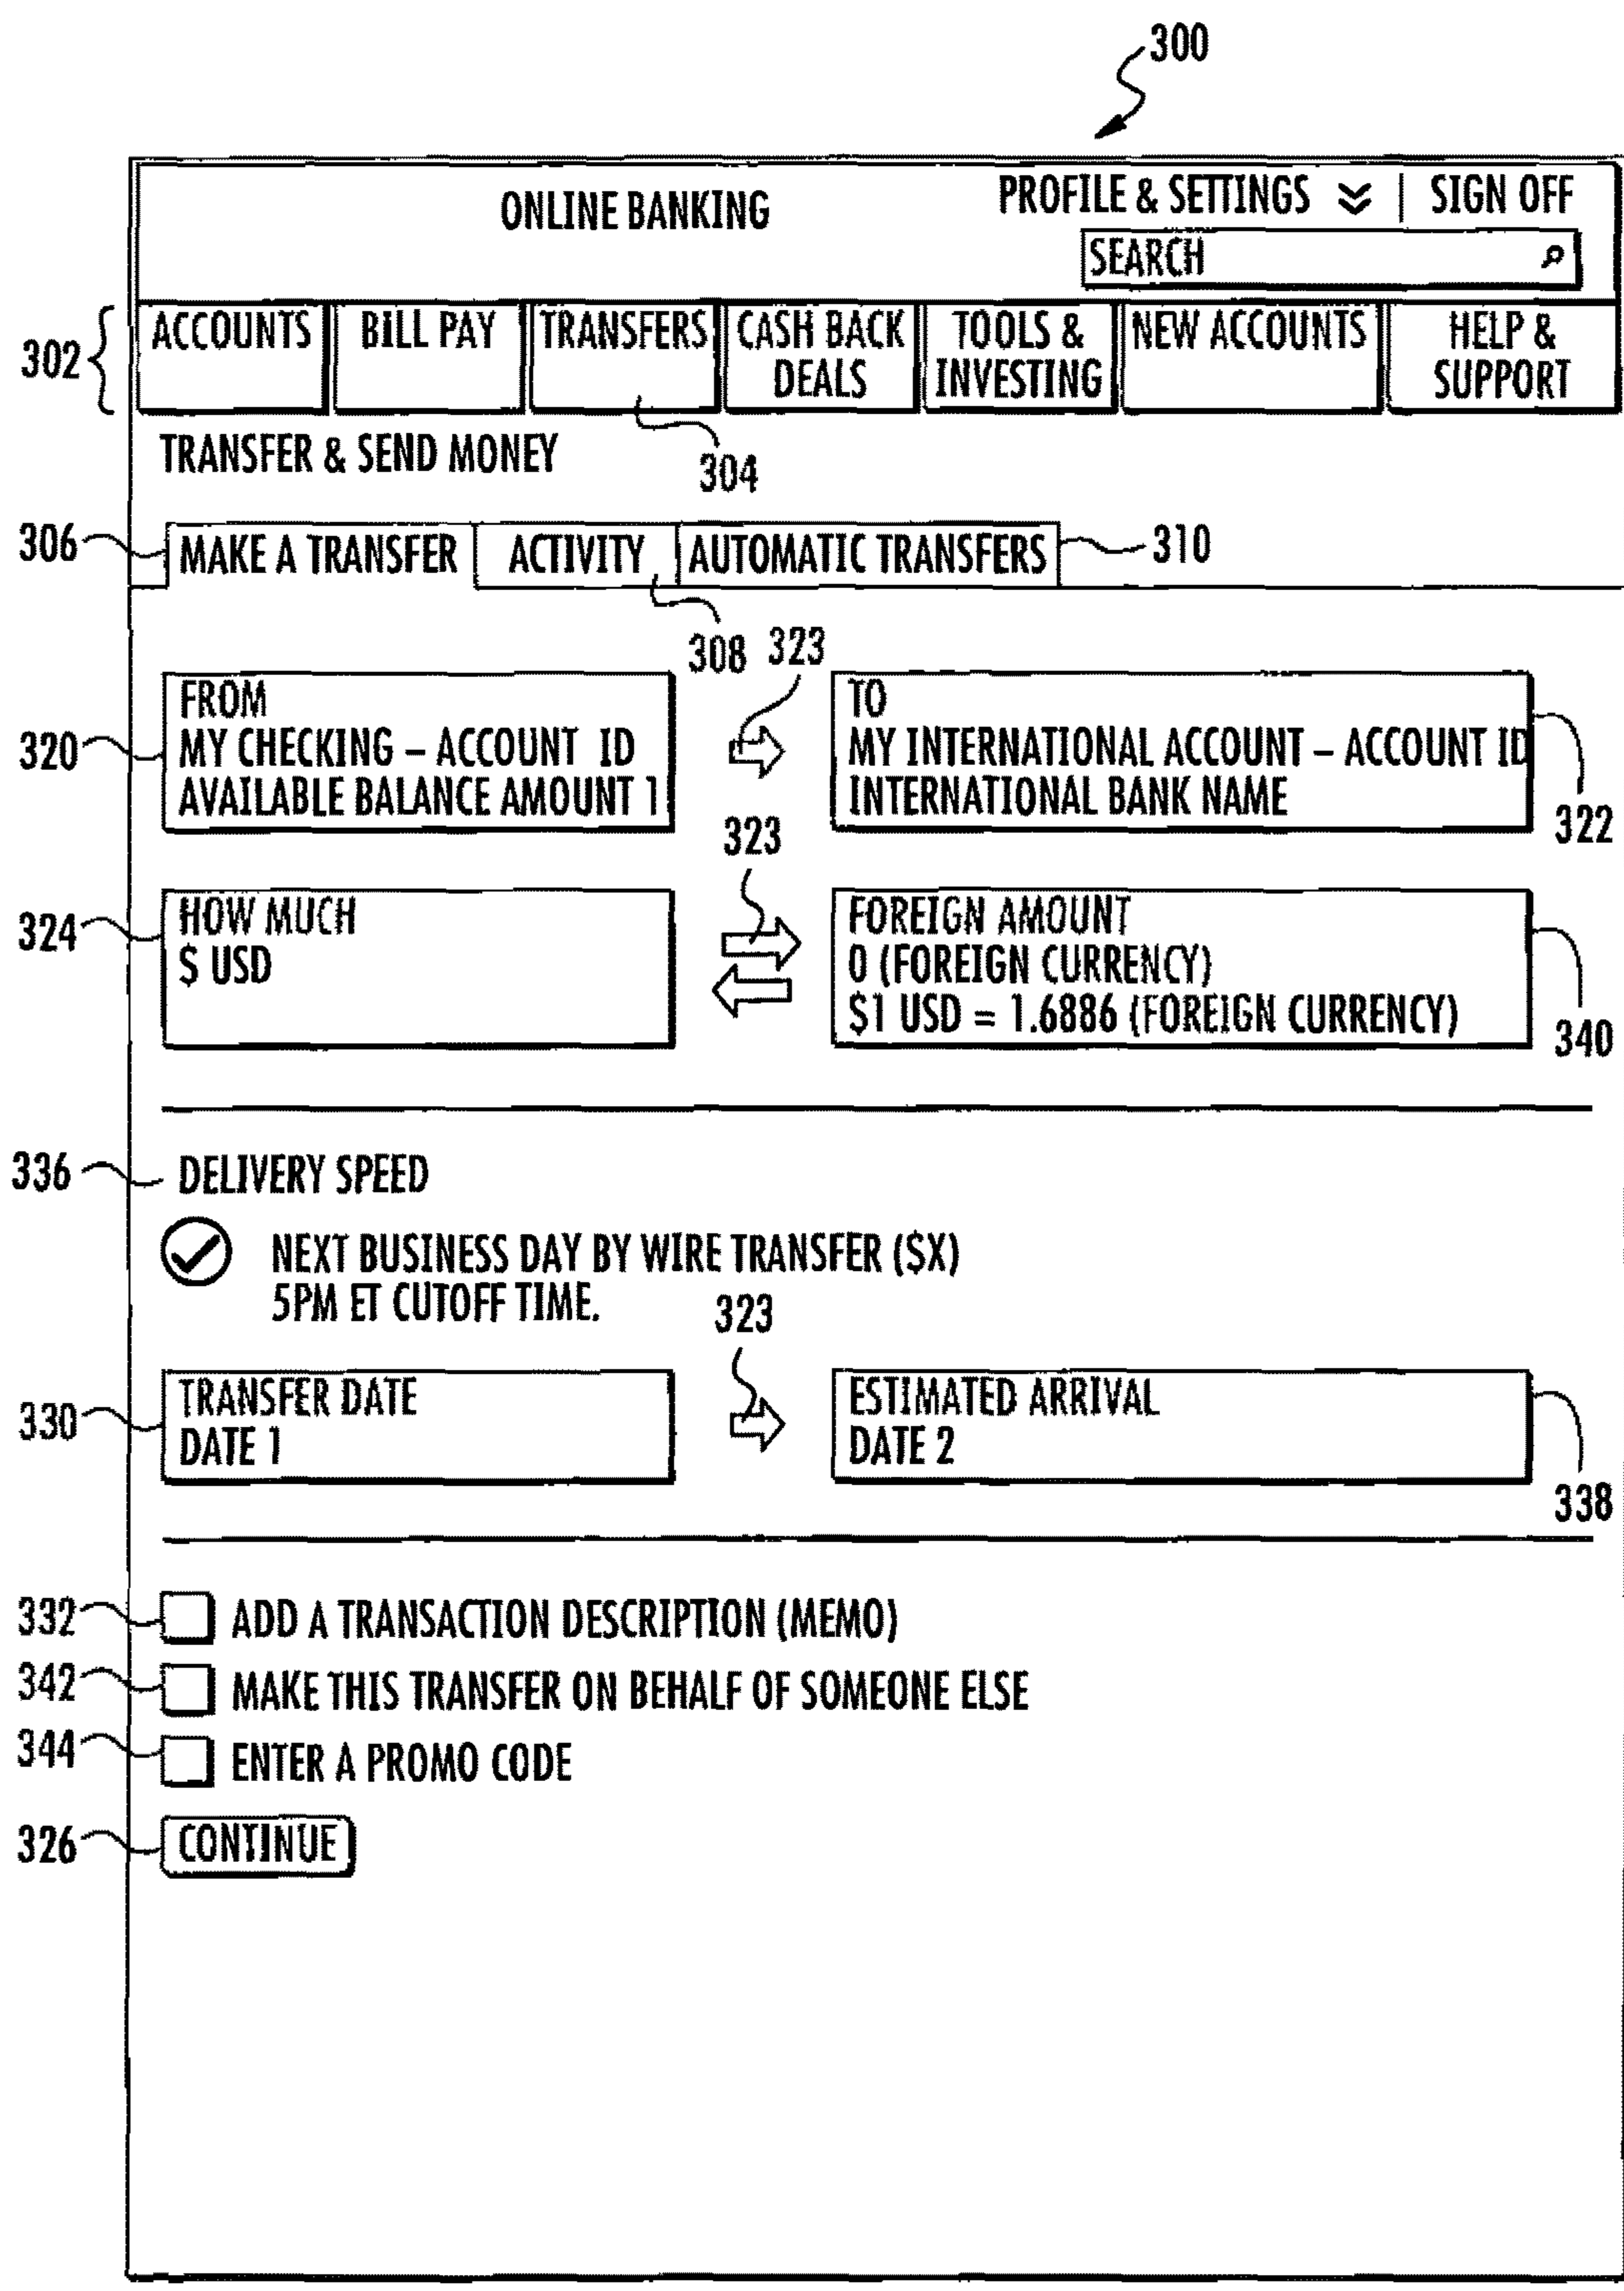 300
ONLINE BANKING
PROFILE & SETTINGS | SIGN OFF
SEARCH
302
ACCOUNTS
BILL PAY
TRANSFERS
CASH BACK
DEALS
TOOLS &
INVESTING
NEW ACCOUNTS
HELP &
SUPPORT
304
TRANSFER & SEND MONEY
306
MAKE A TRANSFER
ACTIVITY
AUTOMATIC TRANSFERS
310
308
320
FROM
MY CHECKING – ACCOUNT ID
AVAILABLE BALANCE AMOUNT 1
323
TO
MY INTERNATIONAL ACCOUNT – ACCOUNT ID
INTERNATIONAL BANK NAME
322
324
HOW MUCH
$ USD
323
FOREIGN AMOUNT
0 (FOREIGN CURRENCY)
$1 USD = 1.6886 (FOREIGN CURRENCY)
340
336
DELIVERY SPEED
NEXT BUSINESS DAY BY WIRE TRANSFER ($X)
5PM ET CUTOFF TIME.
330
TRANSFER DATE
DATE 1
323
ESTIMATED ARRIVAL
DATE 2
338
332
ADD A TRANSACTION DESCRIPTION (MEMO)
342
MAKE THIS TRANSFER ON BEHALF OF SOMEONE ELSE
344
ENTER A PROMO CODE
326
CONTINUE